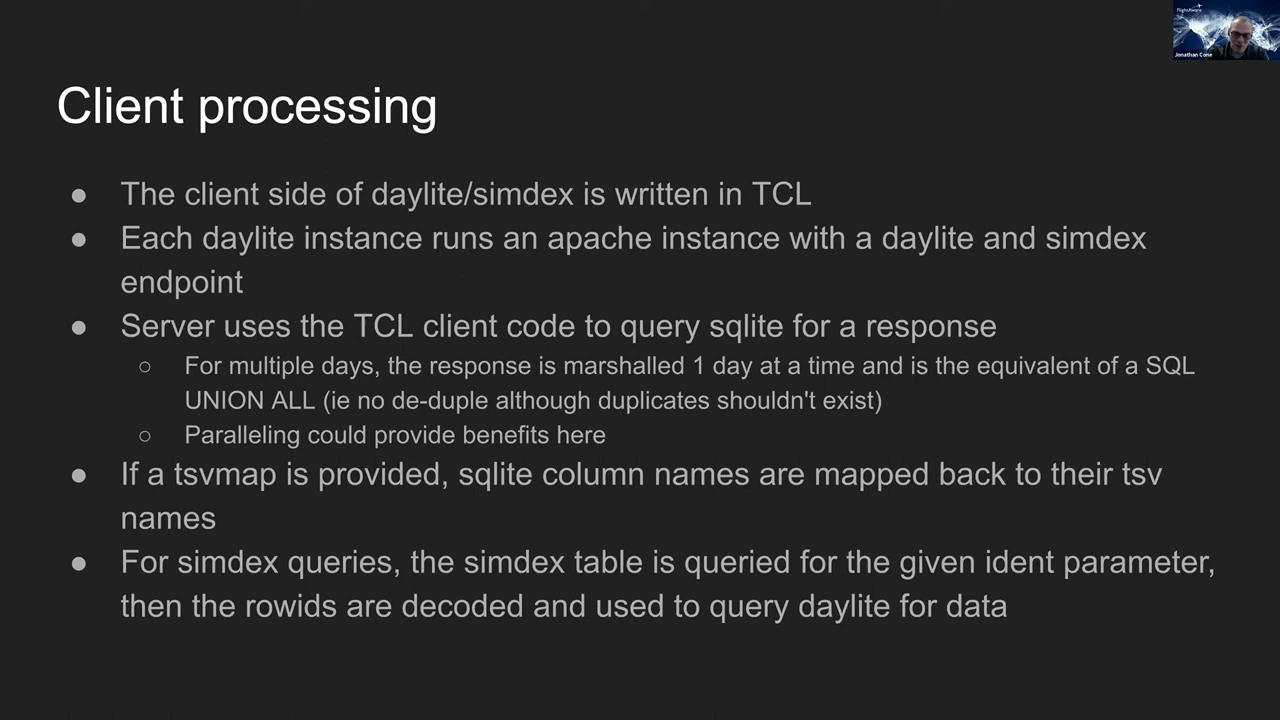 FlightAware
Jonathan Cone
Client processing
● The client side of daylite/simdex is written in TCL
● Each daylite instance runs an apache instance with a daylite and simdex
endpoint
● Server uses the TCL client code to query sqlite for a response
○ For multiple days, the response is marshalled 1 day at a time and is the equivalent of a SQL
UNION ALL (ie no de-duple although duplicates shouldn't exist)
○ Paralleling could provide benefits here
● If a tsvmap is provided, sqlite column names are mapped back to their tsv
names
● For simdex queries, the simdex table is queried for the given ident parameter,
then the rowids are decoded and used to query daylite for data